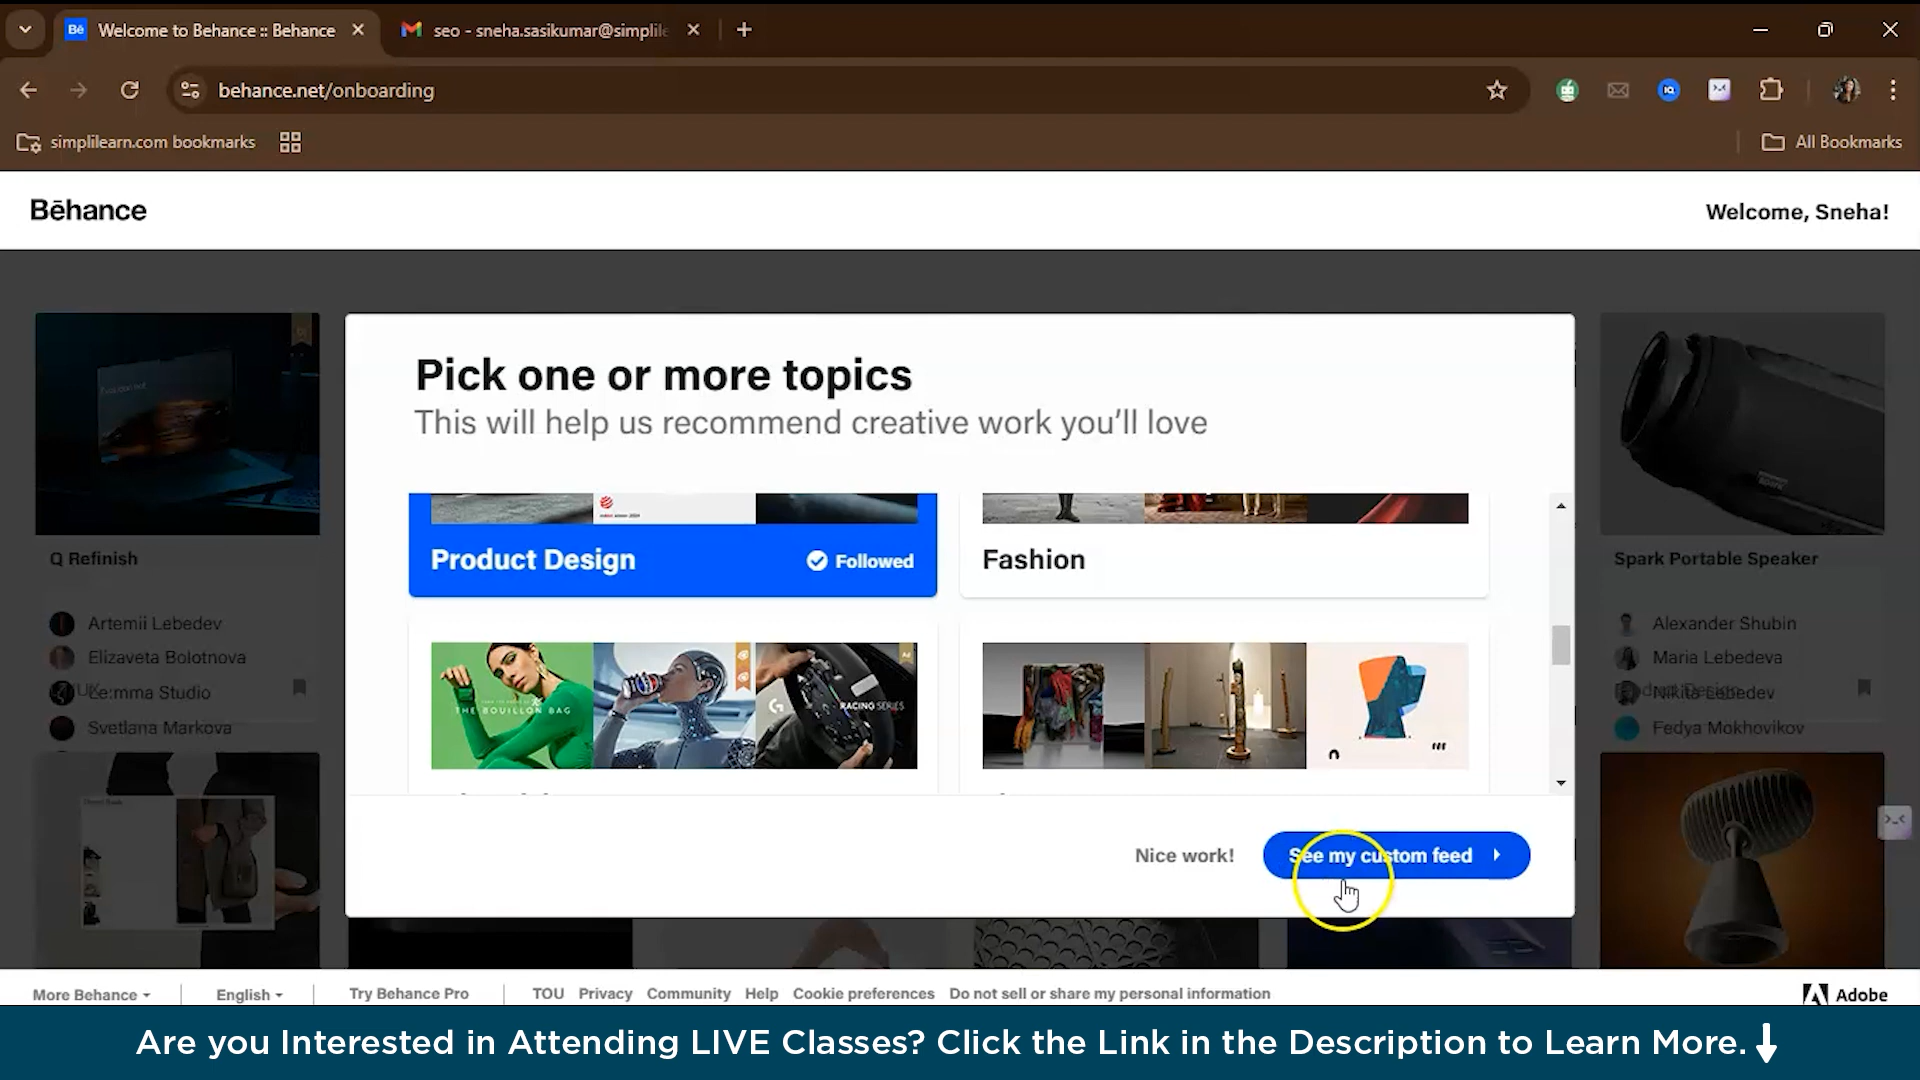 Bē
Welcome to Behance :: Behance
seo - sneha.sasikumar@simplile
behance.net/onboarding
simplilearn.com bookmarks
All Bookmarks
Bēhance
Welcome, Sneha!
Pick one or more topics
This will help us recommend creative work you'll love
Product Design
Followed
Fashion
THE BOUILLON BAG
RACING SERIES
Q Refinish
Artemii Lebedev
Elizaveta Bolotnova
Le:mma Studio
Svetlana Markova
Spark Portable Speaker
Alexander Shubin
Maria Lebedeva
Nikita Lebedev
Fedya Mokhovikov
Nice work!
See my custom feed
More Behance
English
Try Behance Pro
TOU
Privacy
Community
Help
Cookie preferences
Do not sell or share my personal information
Adobe
Are you Interested in Attending LIVE Classes? Click the Link in the Description to Learn More.